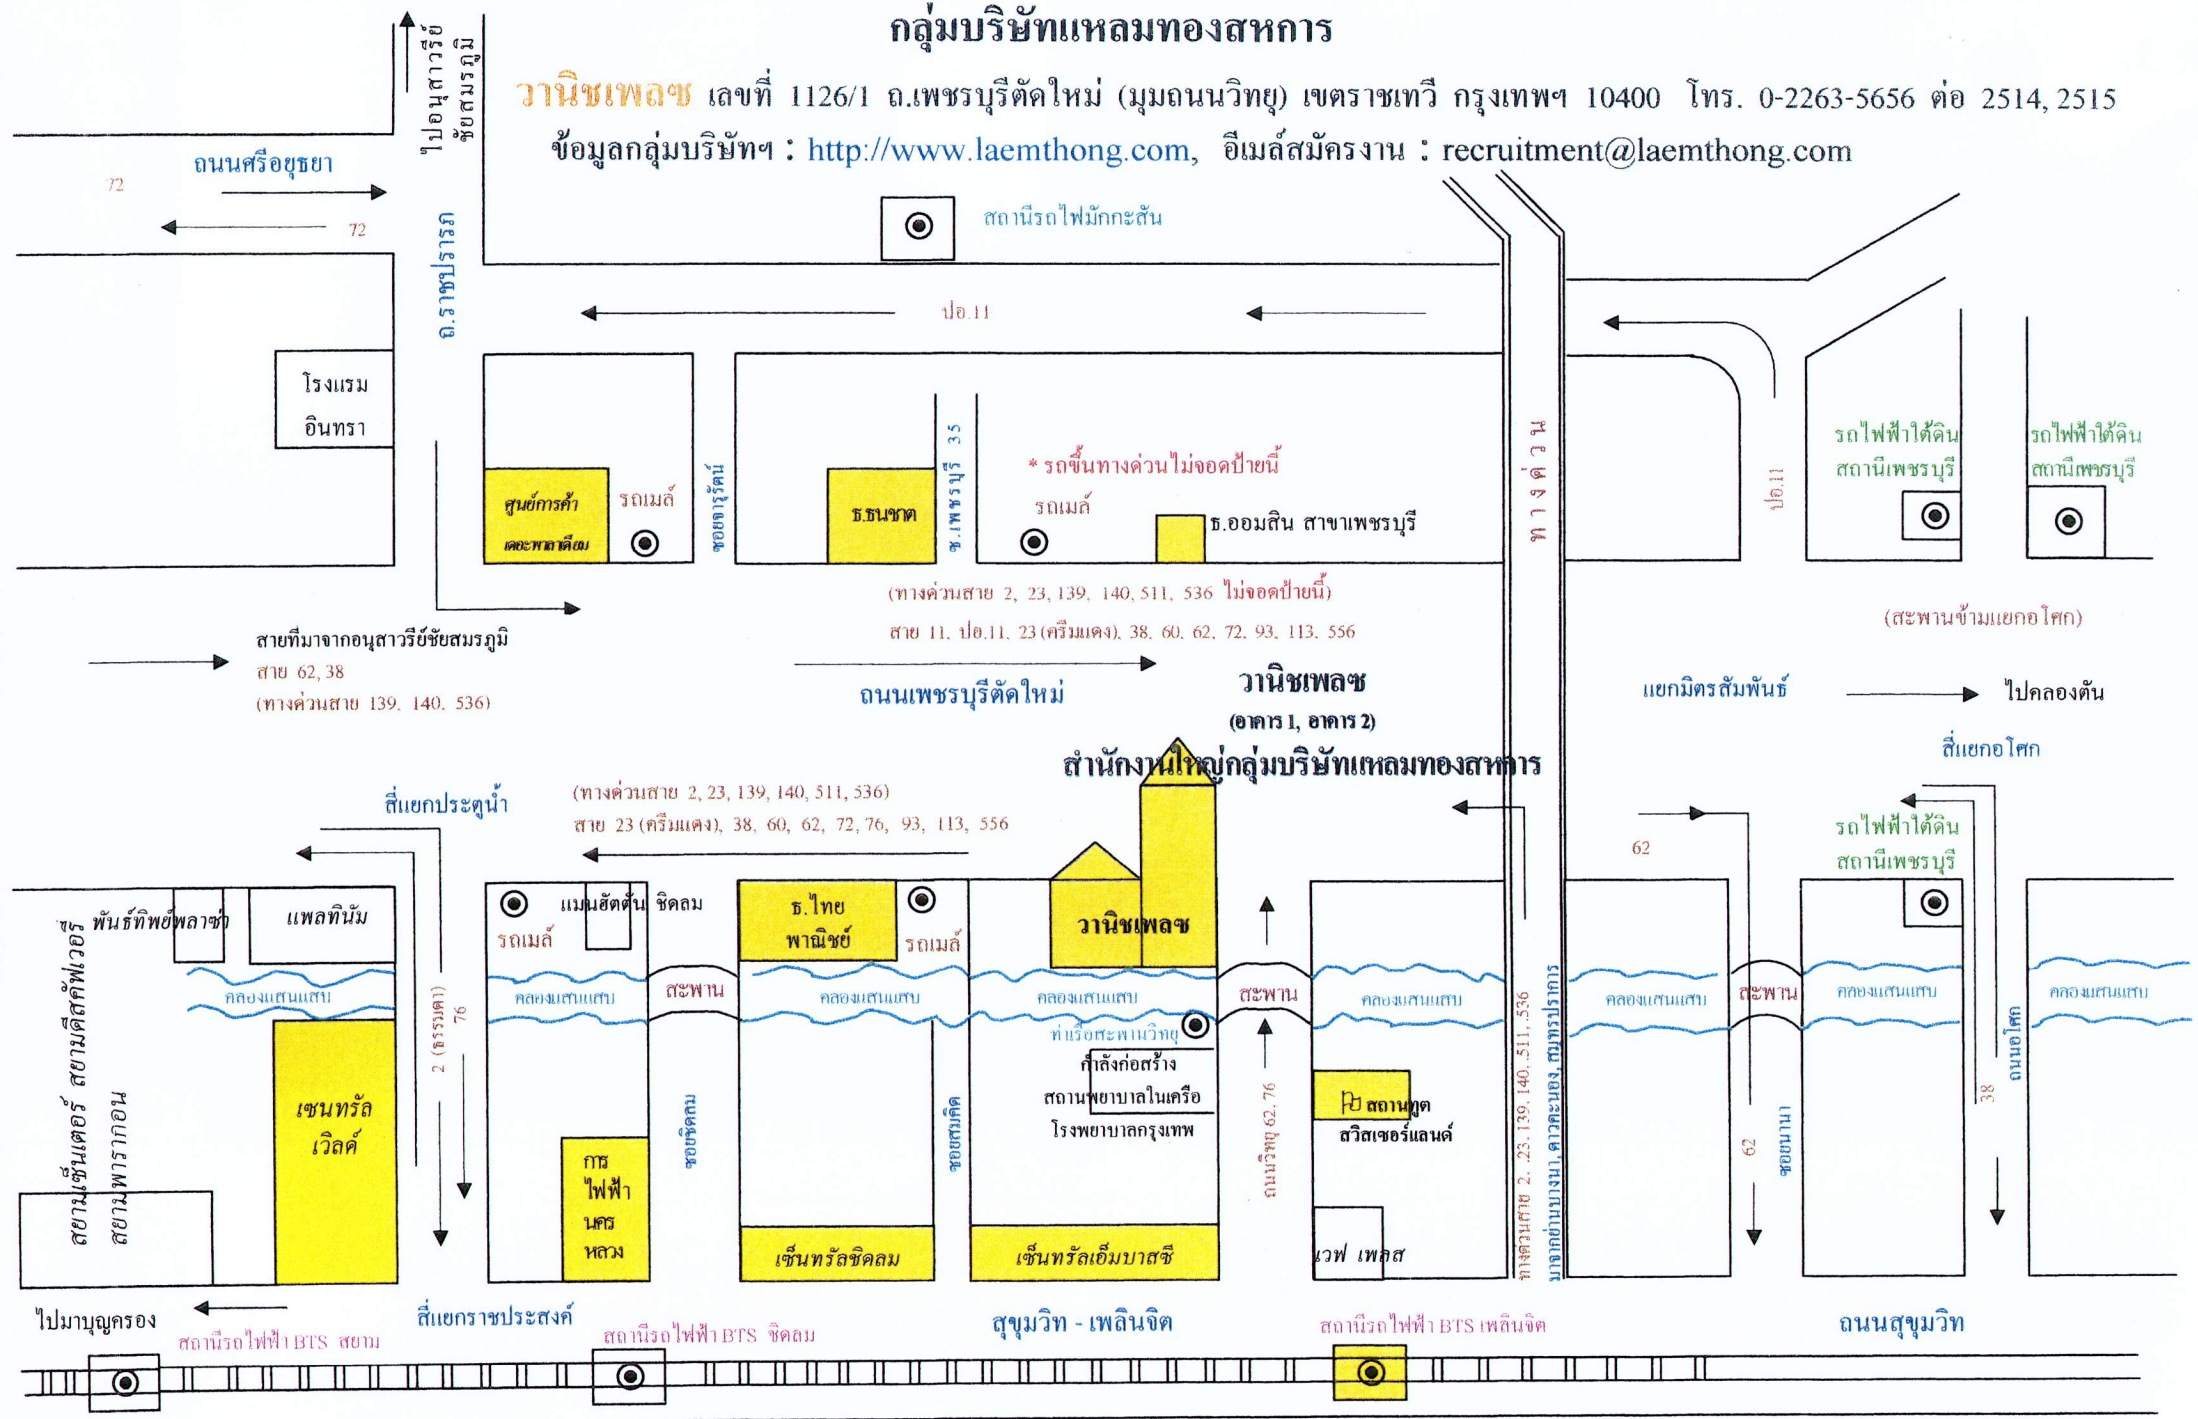 กลุ่มบริษัทแหลมทองสหการ
วานิชเพลซ เลขที่ 1126/1 ถ.เพชรบุรีตัดใหม่ (มุมถนนวิทยุ) เขตราชเทวี กรุงเทพฯ 10400 โทร. 0-2263-5656 ต่อ 2514, 2515
ข้อมูลกลุ่มบริษัทฯ : http://www.laemthong.com, อีเมล์สมัครงาน : recruitment@laemthong.com
ไปอนุสาวรีย์
ชัยสมรภูมิ
ถนนศรีอยุธยา
72
72
ถ.ราชปรารภ
สถานีรถไฟมักกะสัน
ปอ.11
โรงแรม
อินทรา
ศูนย์การค้า
เดอะพาลาเดียม
รถเมล์
ซอยจารุรัตน์
ธ.ธนชาต
ซ.เพชรบุรี 35
* รถขึ้นทางด่วนไม่จอดป้ายนี้
รถเมล์
ธ.ออมสิน สาขาเพชรบุรี
ทางด่วน
ปอ.11
รถไฟฟ้าใต้ดิน
สถานีเพชรบุรี
รถไฟฟ้าใต้ดิน
สถานีเพชรบุรี
(ทางด่วนสาย 2, 23, 139, 140, 511, 536 ไม่จอดป้ายนี้)
สาย 11, ปอ.11, 23 (ครีมแดง), 38, 60, 62, 72, 93, 113, 556
(สะพานข้ามแยกอโศก)
สายที่มาจากอนุสาวรีย์ชัยสมรภูมิ
สาย 62, 38
(ทางด่วนสาย 139, 140, 536)
ถนนเพชรบุรีตัดใหม่
วานิชเพลซ
(อาคาร 1, อาคาร 2)
สำนักงานใหญ่กลุ่มบริษัทแหลมทองสหการ
แยกมิตรสัมพันธ์
ไปคลองตัน
สี่แยกอโศก
สี่แยกประตูน้ำ
(ทางด่วนสาย 2, 23, 139, 140, 511, 536)
สาย 23 (ครีมแดง), 38, 60, 62, 72, 76, 93, 113, 556
62
รถไฟฟ้าใต้ดิน
สถานีเพชรบุรี
พันธ์ทิพย์พลาซ่า
แพลทินัม
รถเมล์
แมนฮัตตัน ชิดลม
ธ.ไทย
พาณิชย์
รถเมล์
วานิชเพลซ
คลองแสนแสบ
คลองแสนแสบ
สะพาน
คลองแสนแสบ
คลองแสนแสบ
สะพาน
คลองแสนแสบ
คลองแสนแสบ
สะพาน
คลองแสนแสบ
คลองแสนแสบ
สยามเซ็นเตอร์ สยามดีสคัฟเวอรี่
สยามพารากอน
เซนทรัล
เวิลด์
2 (ธรรมดา)
76
การ
ไฟฟ้า
นคร
หลวง
ซอยชิดลม
ซอยสมคิด
ท่าเรือสะพานวิทยุ
กำลังก่อสร้าง
สถานพยาบาลในเครือ
โรงพยาบาลกรุงเทพ
ถนนวิทยุ 62, 76
สถานทูต
สวิสเซอร์แลนด์
ทางด่วนสาย 2, 23, 139, 140, 511, 536
มาจากย่านบางนา, ลาดกระบัง, สมุทรปราการ
62
ซอยนานา
38
ถนนอโศก
เซ็นทรัลชิดลม
เซ็นทรัลเอ็มบาสซี
เวฟ เพลส
ไปมาบุญครอง
สี่แยกราชประสงค์
สุขุมวิท - เพลินจิต
ถนนสุขุมวิท
สถานีรถไฟฟ้า BTS สยาม
สถานีรถไฟฟ้า BTS ชิดลม
สถานีรถไฟฟ้า BTS เพลินจิต